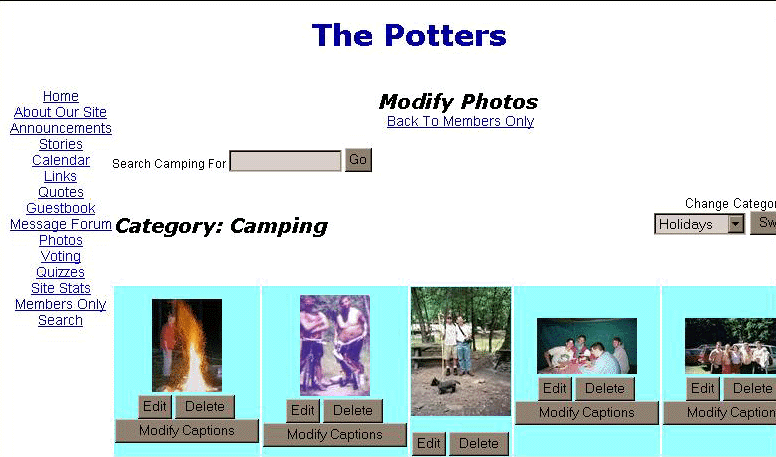 The Potters
Home
About Our Site
Announcements
Stories
Calendar
Links
Quotes
Guestbook
Message Forum
Photos
Voting
Quizzes
Site Stats
Members Only
Search
Modify Photos
Back To Members Only
Search Camping For Go
Change Categor
Category: Camping Holidays Sw
Edit Delete
Modify Captions
Edit Delete
Modify Captions
Edit Delete
Edit Delete
Modify Captions
Edit Delete
Modify Caption